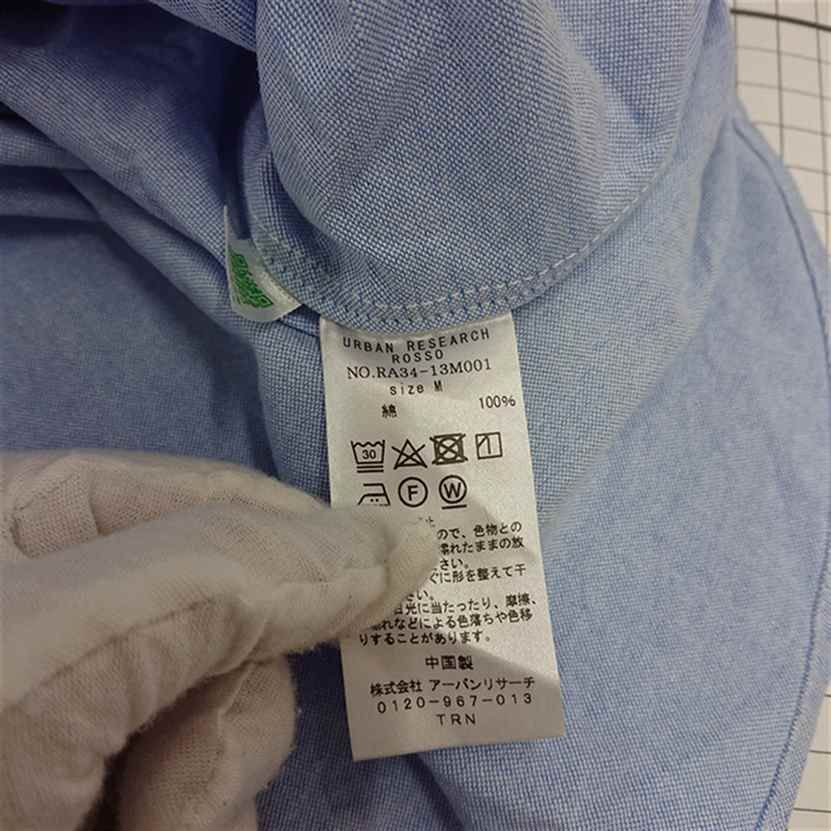 URBAN RESEARCH
ROSSO
NO.RA34-13M001
size M
綿 100%
30
F W
ので、色物との
濡れたままの放
さい。
ぐに形を整えて干
い。
日光に当たったり、摩擦、
れなどによる色落ちや色移
りすることがあります。
中国製
株式会社 アーバンリサーチ
0120-967-013
TRN